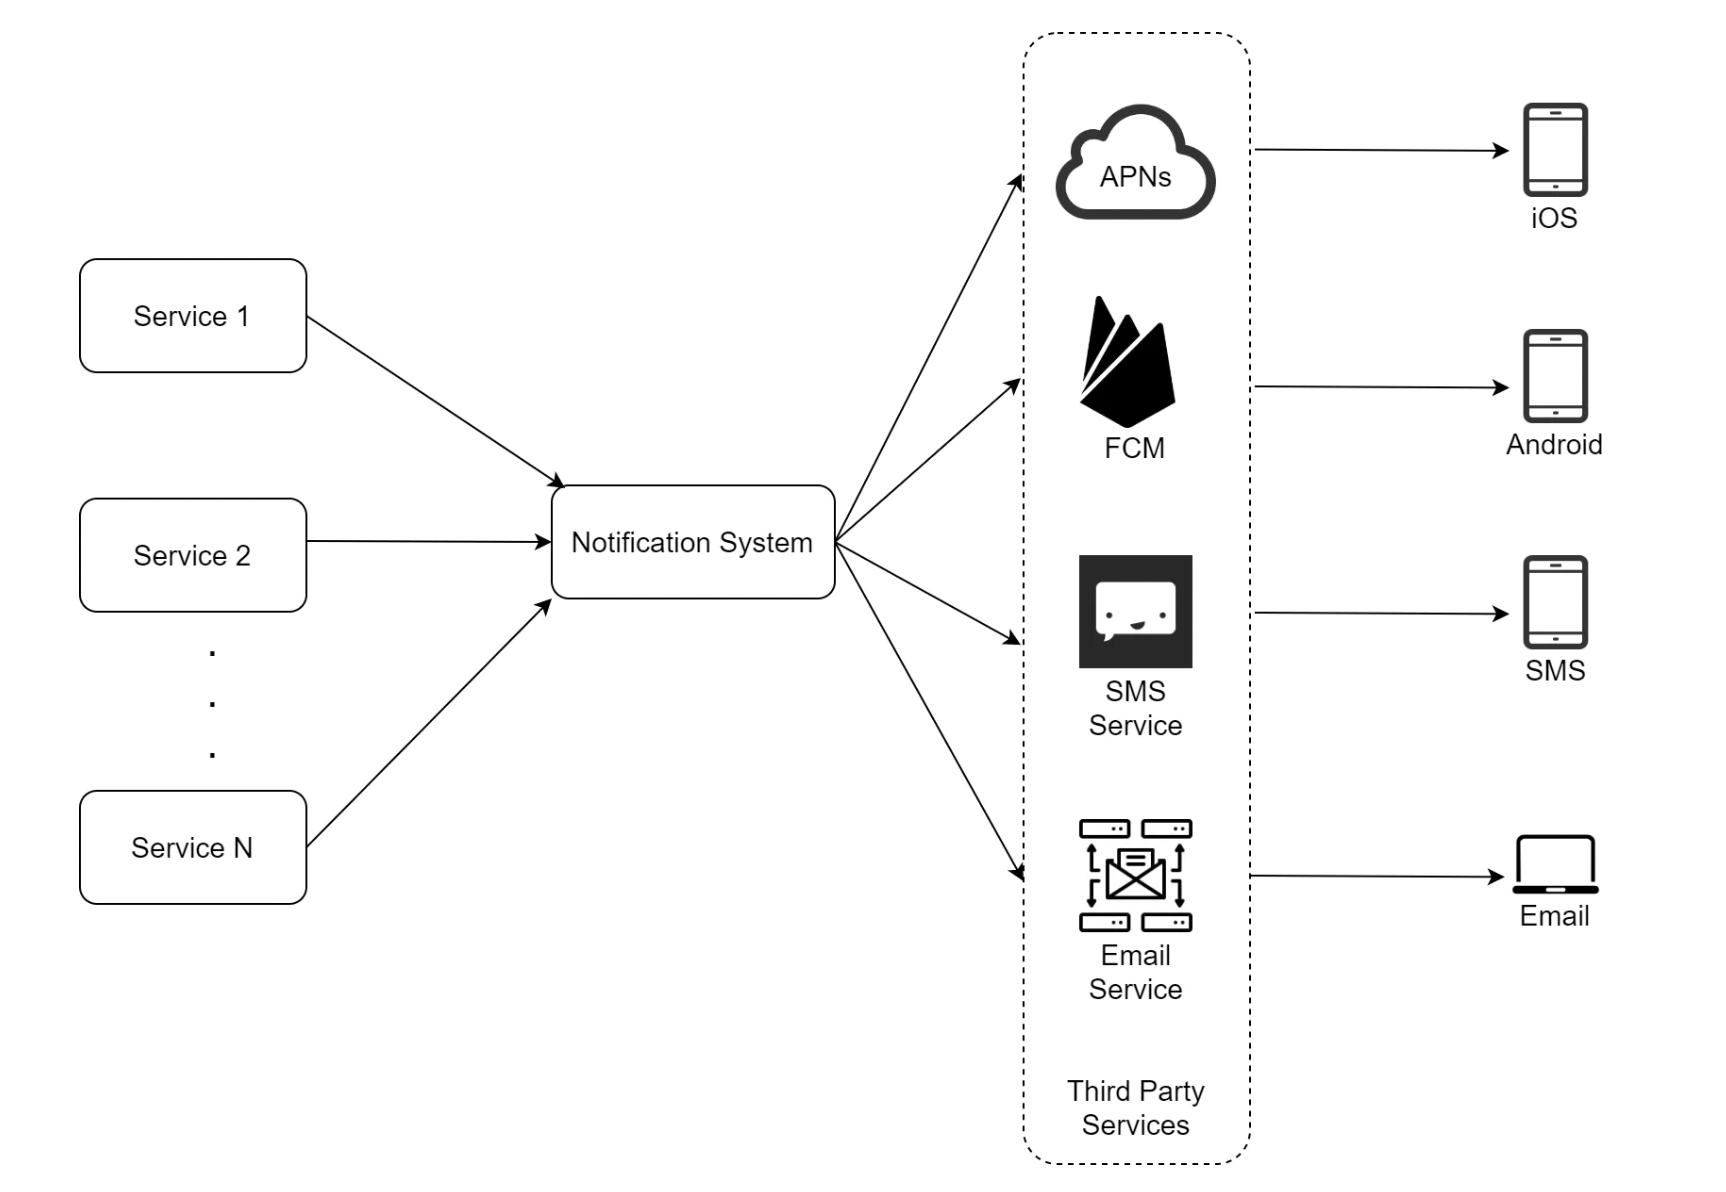 Service 1
Service 2
.
.
.
Service N
Notification System
APNs
FCM
SMS
Service
Email
Service
Third Party
Services
iOS
Android
SMS
Email